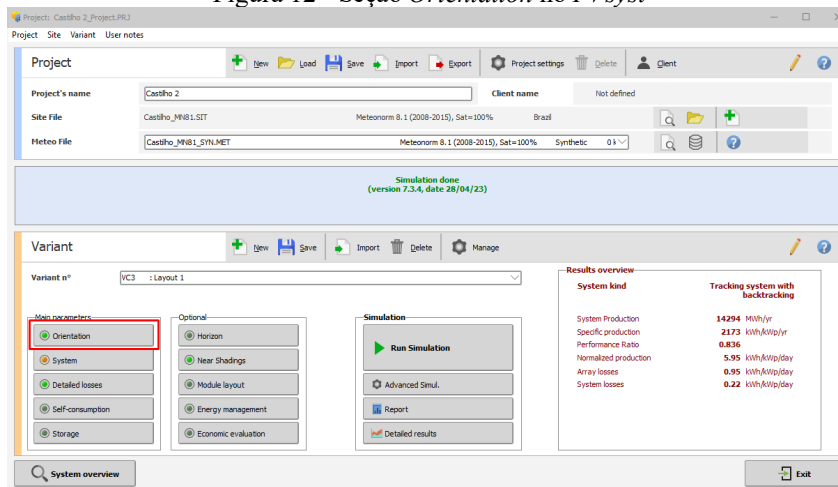 Figura 12 - Seção Orientation no PVsyst
Project: Castilho 2_Project.PRJ
Project Site Variant User notes
Project New Load Save Import Export Project settings Delete Client
Project's name Castilho 2 Client name Not defined
Site File Castilho_MN81.SIT Meteonorm 8.1 (2008-2015), Sat=100% Brazil
Meteo File Castilho_MN81_SYN.MET Meteonorm 8.1 (2008-2015), Sat=100% Synthetic 0 k
Simulation done
(version 7.3.4, date 28/04/23)
Variant New Save Import Delete Manage
Variant n° VC3 : Layout 1
Results overview
System kind Tracking system with
backtracking
Main parameters Optional Simulation
Orientation Horizon Run Simulation
System Near Shadings
Detailed losses Module layout Advanced Simul.
Self-consumption Energy management Report
Storage Economic evaluation Detailed results
System Production 14294 MWh/yr
Specific production 2173 kWh/kWp/yr
Performance Ratio 0.836
Normalized production 5.95 kWh/kWp/day
Array losses 0.95 kWh/kWp/day
System losses 0.22 kWh/kWp/day
System overview Exit